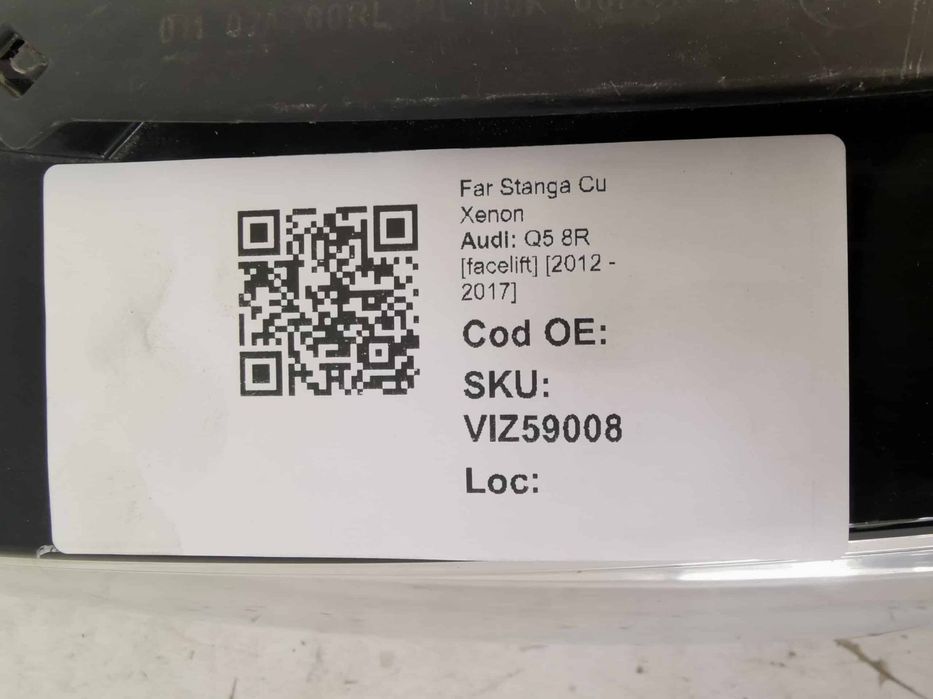 Far Stanga Cu
Xenon
Audi: Q5 8R
[facelift] [2012 -
2017]
Cod OE:
SKU:
VIZ59008
Loc: